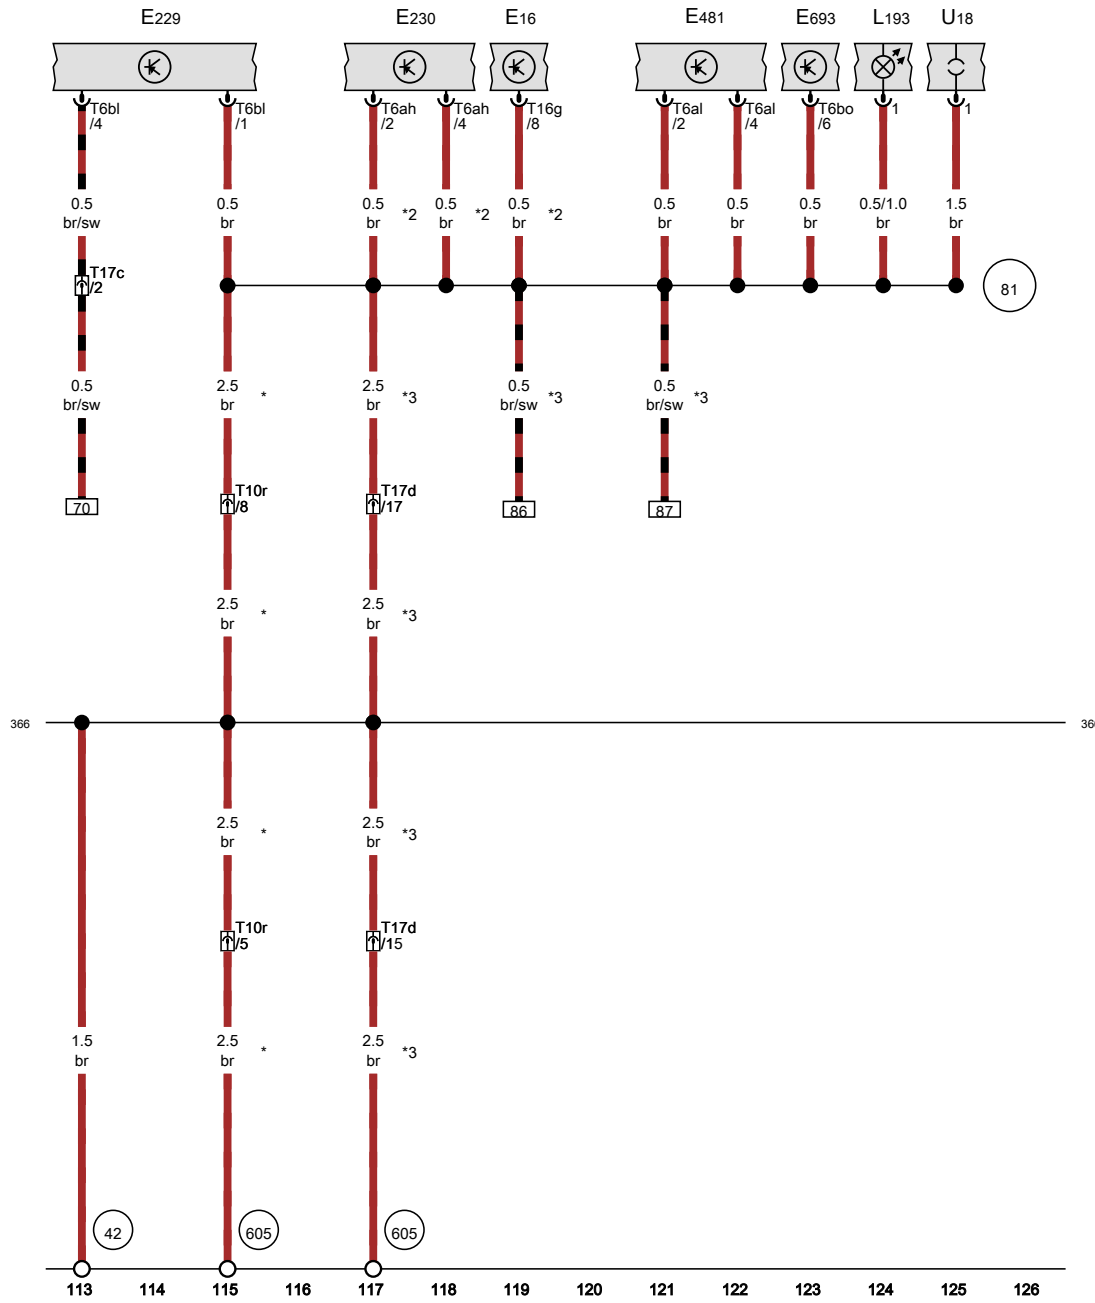 E229 E230 E16 E481 E693 L193 U18
T6bl T6bl T6ah T6ah T16g T6al T6al T6bo 1 1
/4 /1 /2 /4 /8 /2 /4 /6
0.5 0.5 0.5 *2 0.5 *2 0.5 *2 0.5 0.5 0.5 0.5/1.0 1.5
br/sw br br br br br br br br br
T17c
/2
81
0.5 2.5 * 2.5 *3 0.5 *3 0.5 *3
br/sw br br br/sw br/sw
T10r T17d
70 /8 /17 86 87
2.5 * 2.5 *3
br br
366 36
2.5 * 2.5 *3
br br
T10r T17d
/5 /15
1.5 2.5 * 2.5 *3
br br br
42 605 605
113 114 115 116 117 118 119 120 121 122 123 124 125 126